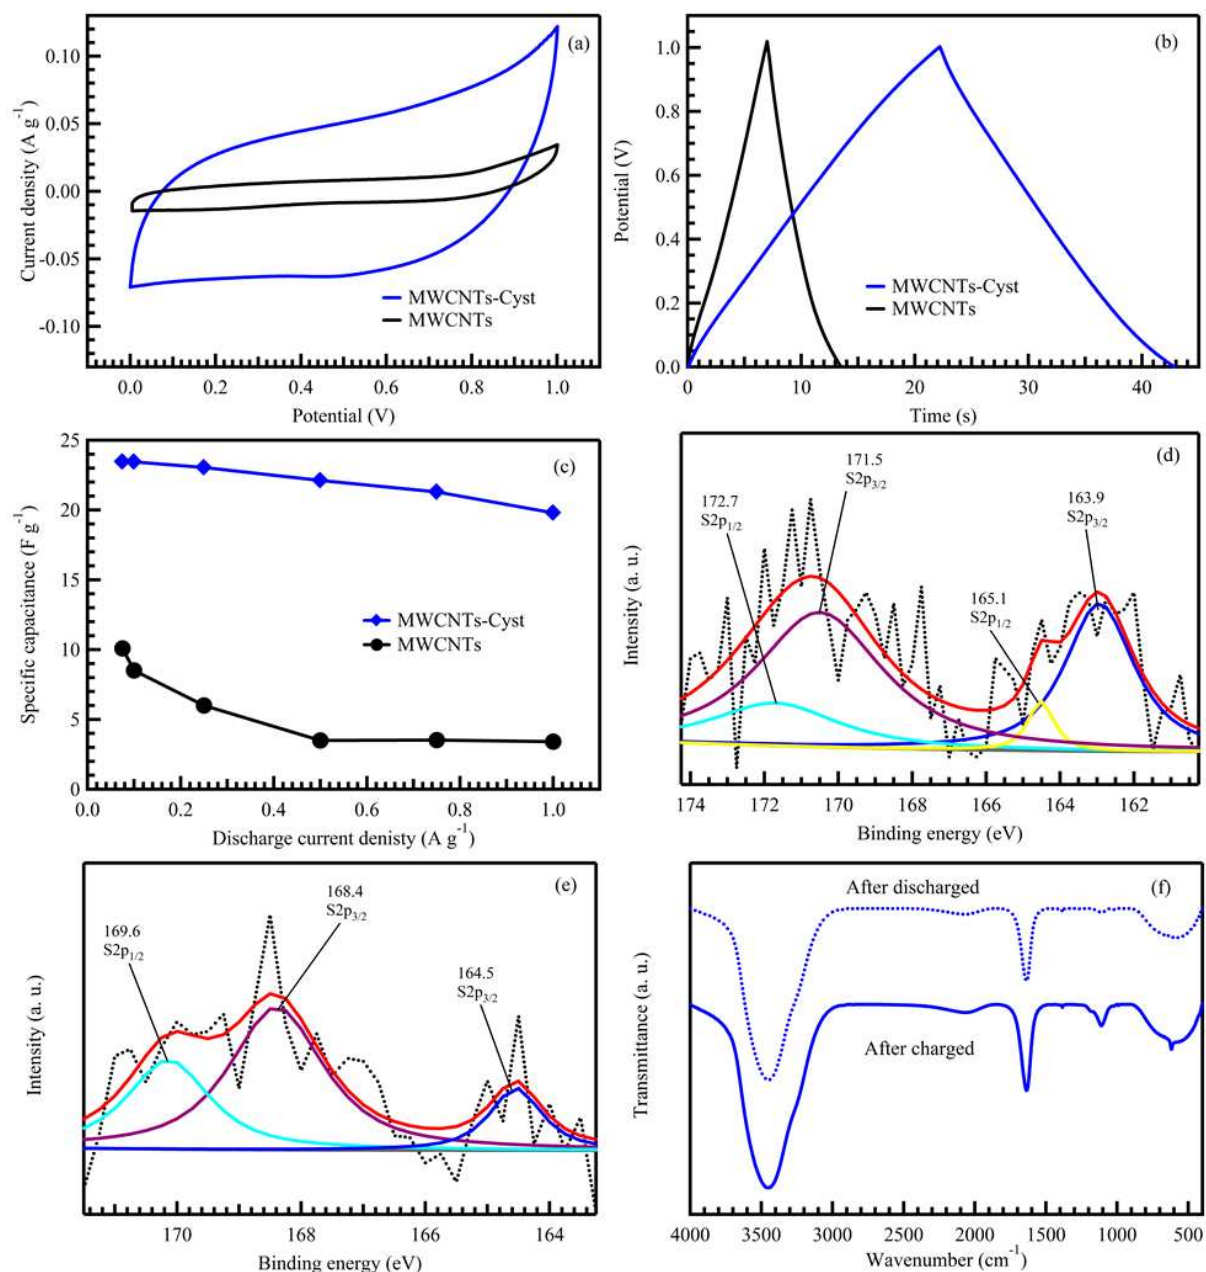 (a)
0.10
0.05
0.00
-0.05
-0.10
Current density (A g-1)
MWCNTs-Cyst
MWCNTs
0.0 0.2 0.4 0.6 0.8 1.0
Potential (V)
(b)
1.0
0.8
0.6
0.4
0.2
0.0
Potential (V)
MWCNTs-Cyst
MWCNTs
0 10 20 30 40
Time (s)
(c)
25
20
15
10
5
0
Specific capacitance (F g-1)
MWCNTs-Cyst
MWCNTs
0.0 0.2 0.4 0.6 0.8 1.0
Discharge current denisty (A g-1)
(d)
171.5
S2p3/2
172.7
S2p1/2
163.9
S2p3/2
165.1
S2p1/2
Intensity (a. u.)
174 172 170 168 166 164 162
Binding energy (eV)
(e)
168.4
S2p3/2
169.6
S2p1/2
164.5
S2p3/2
Intensity (a. u.)
170 168 166 164
Binding energy (eV)
(f)
After discharged
After charged
Transmittance (a. u.)
4000 3500 3000 2500 2000 1500 1000 500
Wavenumber (cm-1)